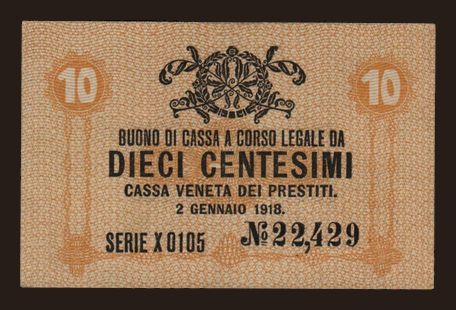 10 10
BUONO DI CASSA A CORSO LEGALE DA
DIECI CENTESIMI
CASSA VENETA DEI PRESTITI.
2 GENNAIO 1918.
SERIE X 0105 No 22,429